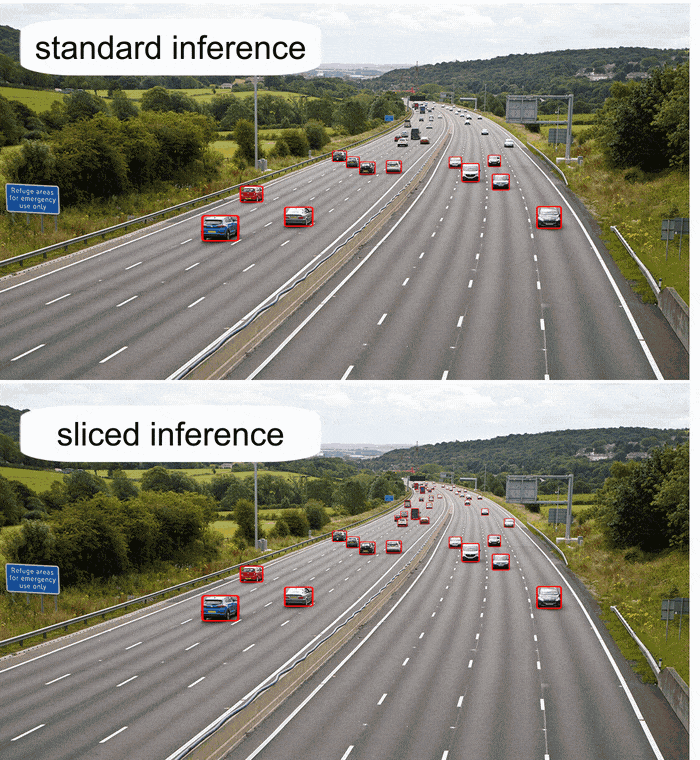 standard inference
Refuge areas
for emergency
use only
sliced inference
Refuge areas
for emergency
use only